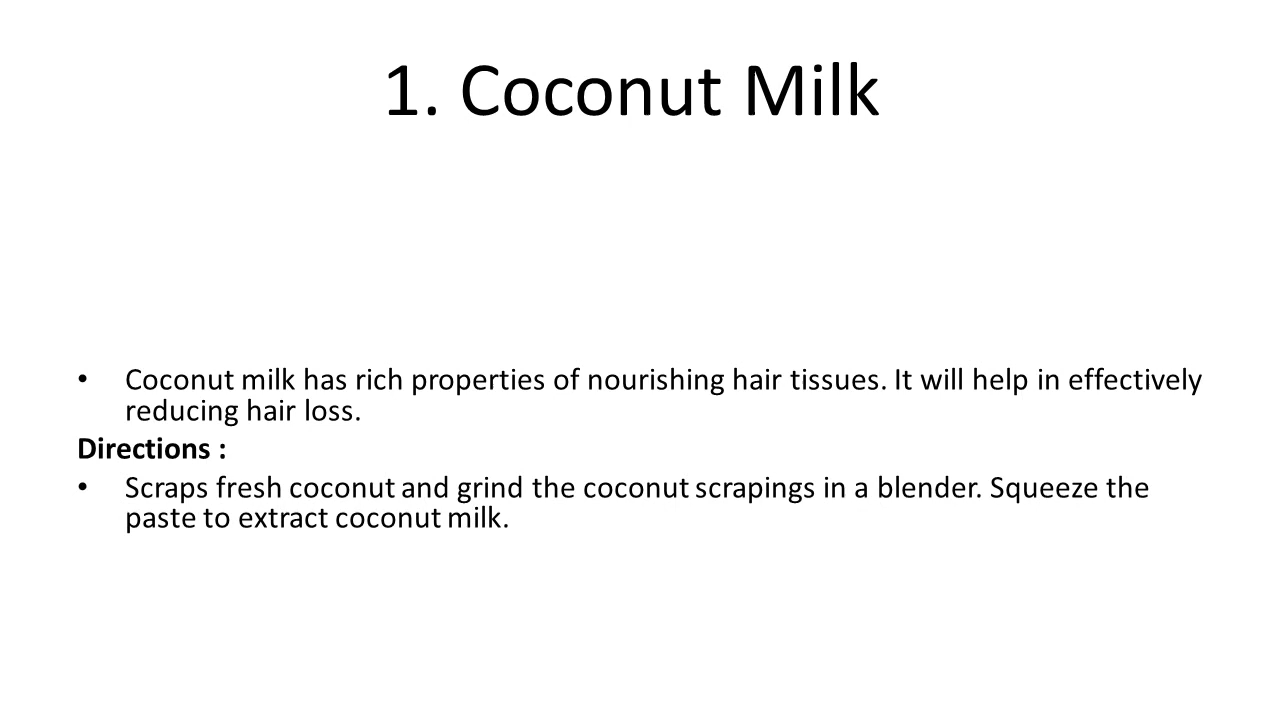 1. Coconut Milk
• Coconut milk has rich properties of nourishing hair tissues. It will help in effectively
reducing hair loss.
Directions :
• Scraps fresh coconut and grind the coconut scrapings in a blender. Squeeze the
paste to extract coconut milk.